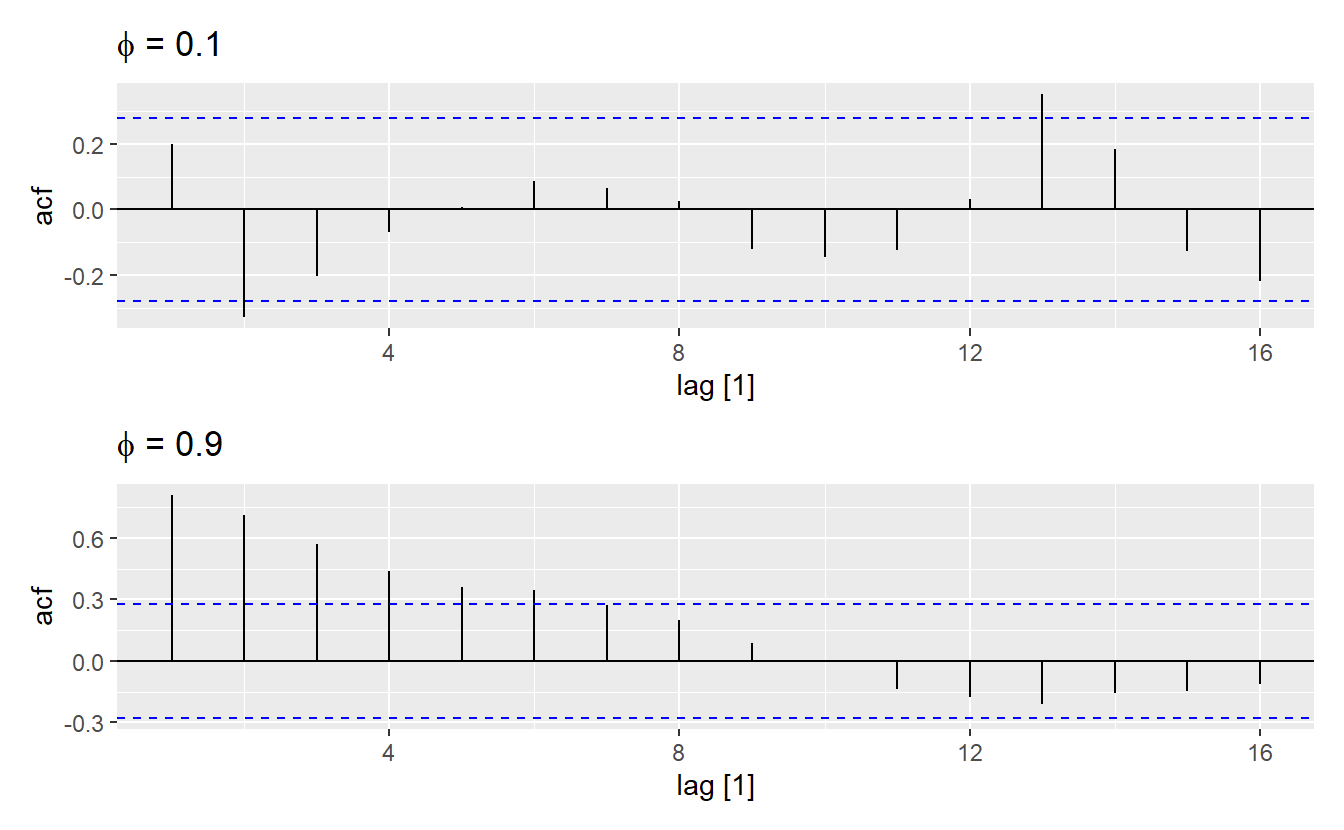 ϕ = 0.1
acf
0.2
0.0
-0.2
4 8 12 16
lag [1]
ϕ = 0.9
acf
0.6
0.3
0.0
-0.3
4 8 12 16
lag [1]